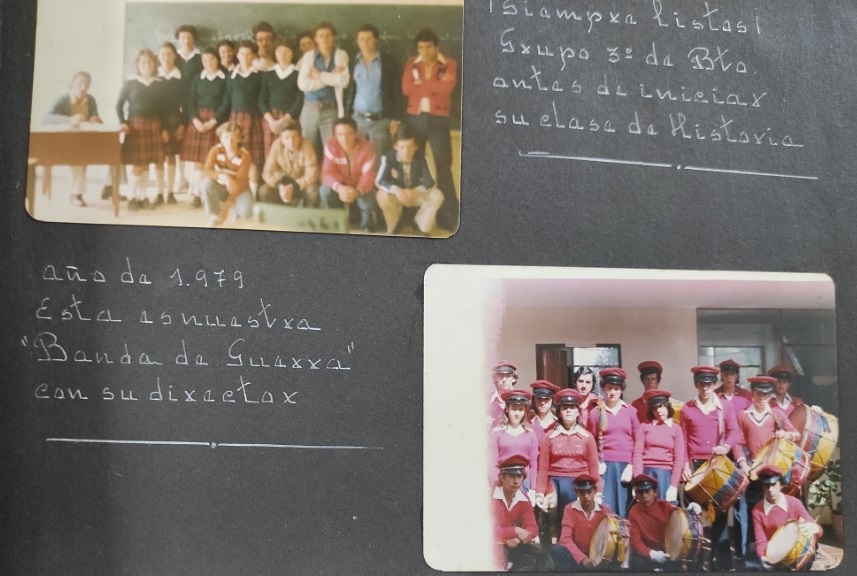 ¡Siempre listos!
Grupo 3º de Bto.
antes de iniciar
su clase de Historia
año de 1.979
Esta es nuestra
"Banda de Guerra"
con su director